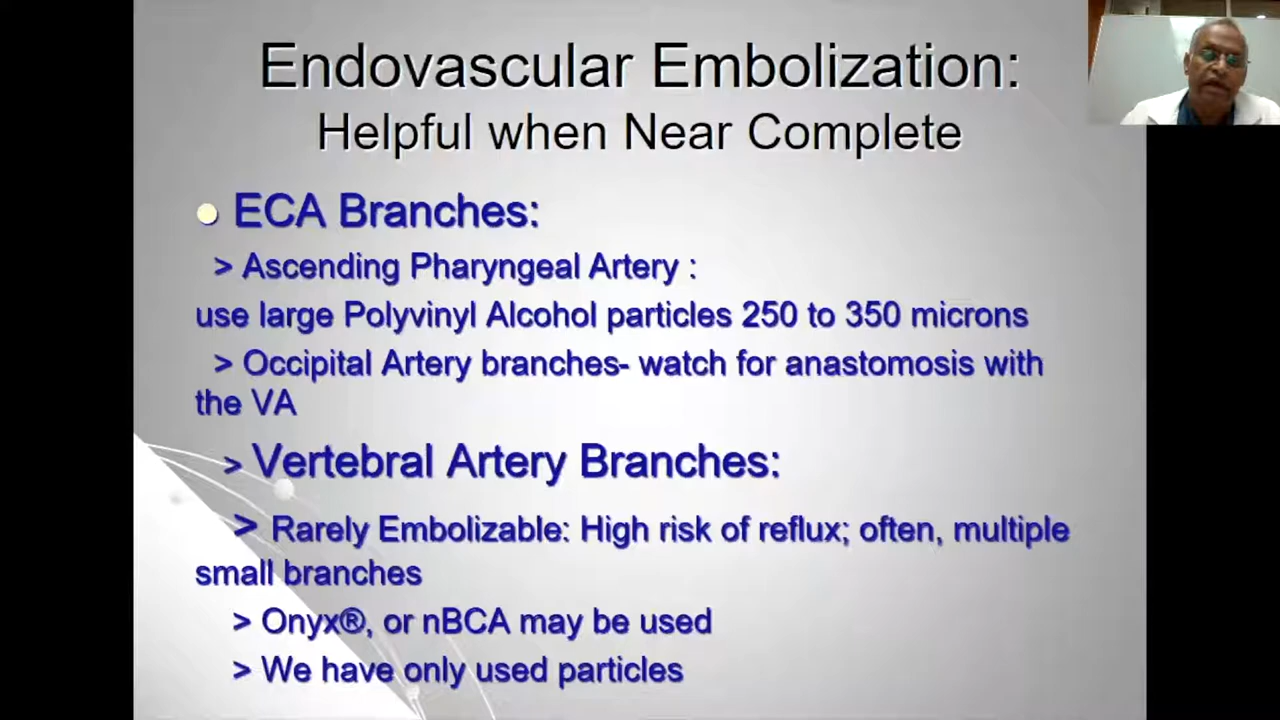 Endovascular Embolization:
Helpful when Near Complete
ECA Branches:
> Ascending Pharyngeal Artery :
use large Polyvinyl Alcohol particles 250 to 350 microns
> Occipital Artery branches- watch for anastomosis with
the VA
> Vertebral Artery Branches:
> Rarely Embolizable: High risk of reflux; often, multiple
small branches
> Onyx®, or nBCA may be used
> We have only used particles